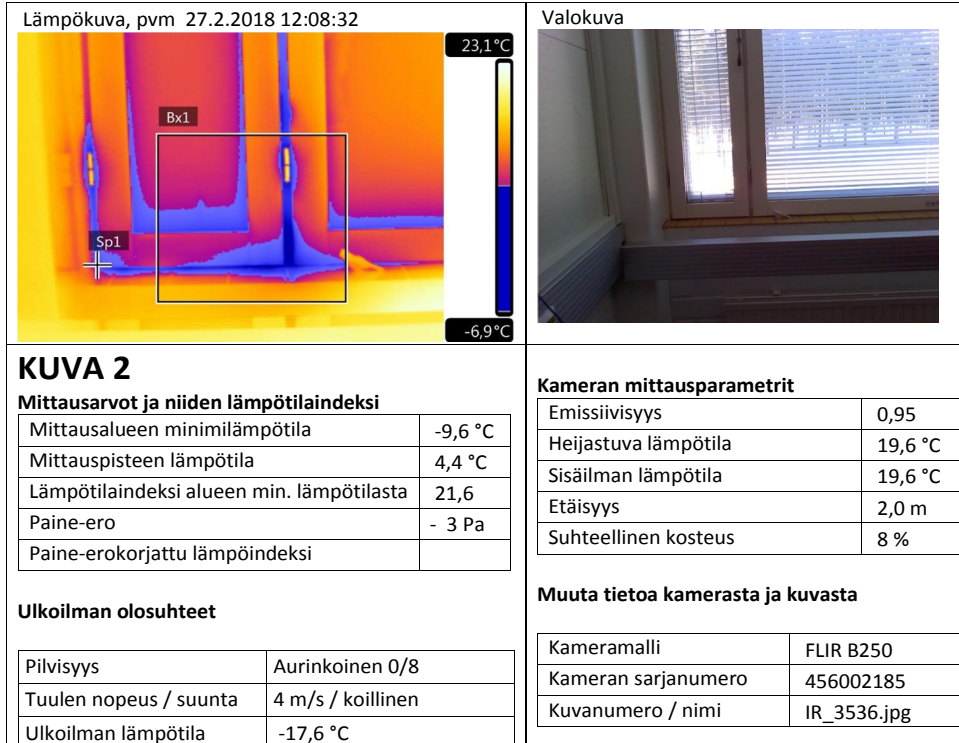 Lämpökuva, pvm 27.2.2018 12:08:32
23,1°C
Bx1
Sp1
-6,9°C
KUVA 2
Mittausarvot ja niiden lämpötilaindeksi
Mittausalueen minimilämpötila -9,6 °C
Mittauspisteen lämpötila 4,4 °C
Lämpötilaindeksi alueen min. lämpötilasta 21,6
Paine-ero - 3 Pa
Paine-erokorjattu lämpöindeksi
Ulkoilman olosuhteet
Pilvisyys Aurinkoinen 0/8
Tuulen nopeus / suunta 4 m/s / koillinen
Ulkoilman lämpötila -17,6 °C
Valokuva
Kameran mittausparametrit
Emissiivisyys 0,95
Heijastuva lämpötila 19,6 °C
Sisäilman lämpötila 19,6 °C
Etäisyys 2,0 m
Suhteellinen kosteus 8 %
Muuta tietoa kamerasta ja kuvasta
Kameramalli FLIR B250
Kameran sarjanumero 456002185
Kuvanumero / nimi IR_3536.jpg